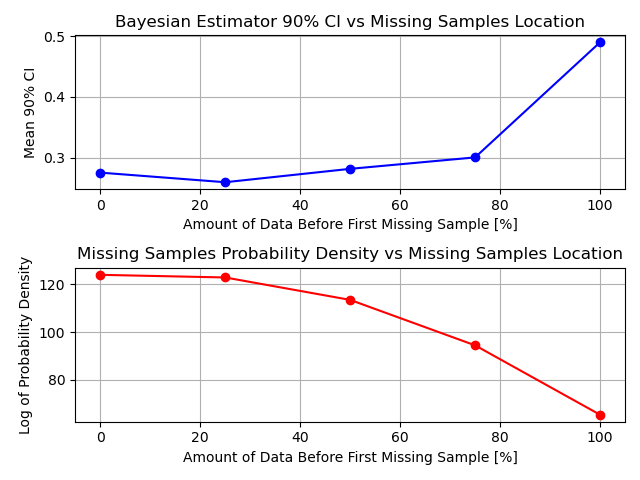 Bayesian Estimator 90% CI vs Missing Samples Location
Mean 90% CI
0.5
0.4
0.3
0 20 40 60 80 100
Amount of Data Before First Missing Sample [%]
Missing Samples Probability Density vs Missing Samples Location
Log of Probability Density
120
100
80
0 20 40 60 80 100
Amount of Data Before First Missing Sample [%]